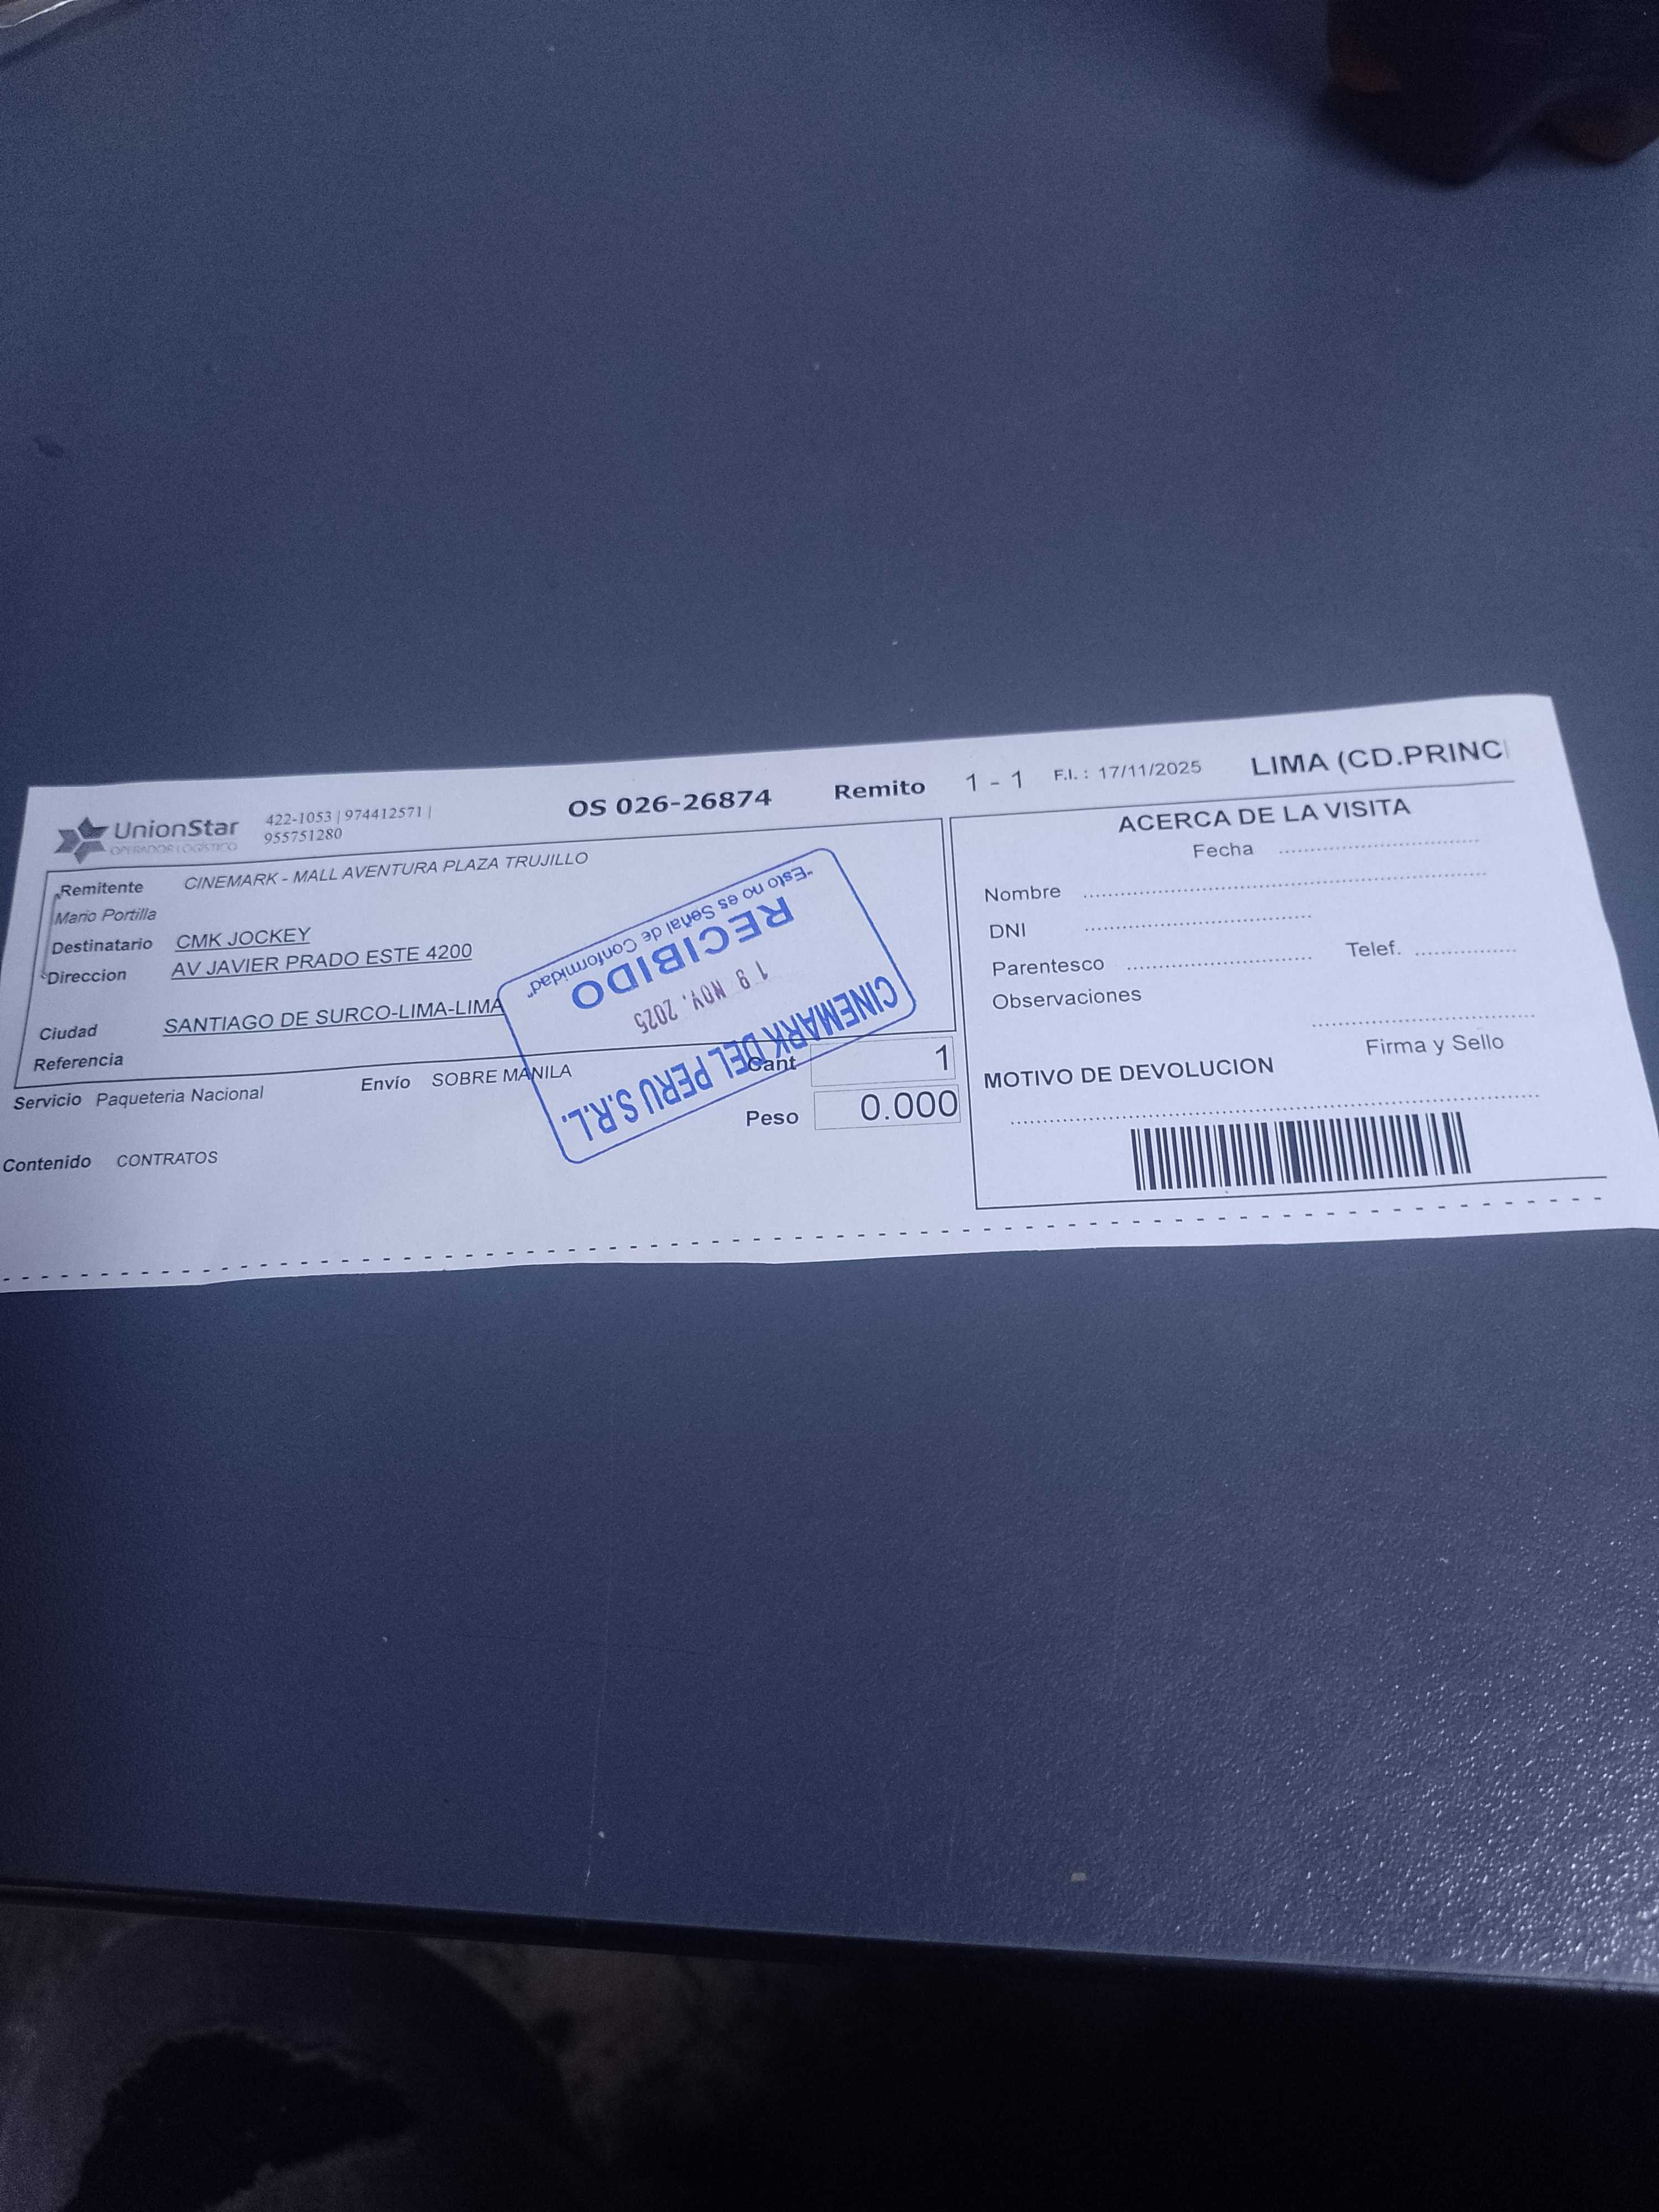 UnionStar
OPERADOR LOGÍSTICO
422-1053 | 974412571 |
955751280
OS 026-26874
Remito 1 - 1 F.I. : 17/11/2025 LIMA (CD.PRINC
Remitente CINEMARK - MALL AVENTURA PLAZA TRUJILLO
Mario Portilla
Destinatario CMK JOCKEY
Direccion AV JAVIER PRADO ESTE 4200
Ciudad SANTIAGO DE SURCO-LIMA-LIMA
Referencia
Servicio Paqueteria Nacional Envío SOBRE MANILA
Cant 1
Peso 0.000
Contenido CONTRATOS
CINEMARK DEL PERU S.R.L.
NOV. 2025
RECIBIDO
"Esto no es Señal de Conformidad"
ACERCA DE LA VISITA
Fecha
Nombre
DNI
Parentesco Telef.
Observaciones
Firma y Sello
MOTIVO DE DEVOLUCION